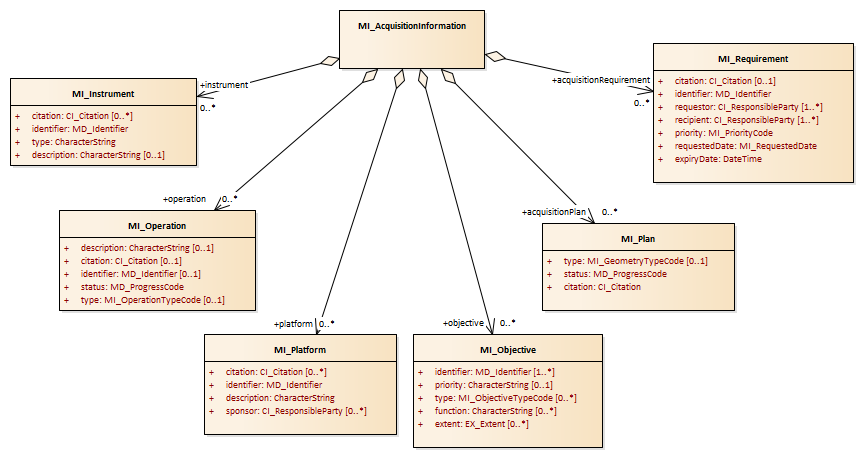 MI_AcquisitionInformation
+instrument
0..*
+acquisitionRequirement
0..*
MI_Requirement
+ citation: CI_Citation [0..1]
+ identifier: MD_Identifier
+ requestor: CI_ResponsibleParty [1..*]
+ recipient: CI_ResponsibleParty [1..*]
+ priority: MI_PriorityCode
+ requestedDate: MI_RequestedDate
+ expiryDate: DateTime
MI_Instrument
+ citation: CI_Citation [0..*]
+ identifier: MD_Identifier
+ type: CharacterString
+ description: CharacterString [0..1]
+operation 0..*
MI_Operation
+ description: CharacterString [0..1]
+ citation: CI_Citation [0..1]
+ identifier: MD_Identifier [0..1]
+ status: MD_ProgressCode
+ type: MI_OperationTypeCode [0..1]
+acquisitionPlan 0..*
MI_Plan
+ type: MI_GeometryTypeCode [0..1]
+ status: MD_ProgressCode
+ citation: CI_Citation
+platform 0..*
MI_Platform
+ citation: CI_Citation [0..*]
+ identifier: MD_Identifier
+ description: CharacterString
+ sponsor: CI_ResponsibleParty [0..*]
+objective 0..*
MI_Objective
+ identifier: MD_Identifier [1..*]
+ priority: CharacterString [0..1]
+ type: MI_ObjectiveTypeCode [0..*]
+ function: CharacterString [0..*]
+ extent: EX_Extent [0..*]